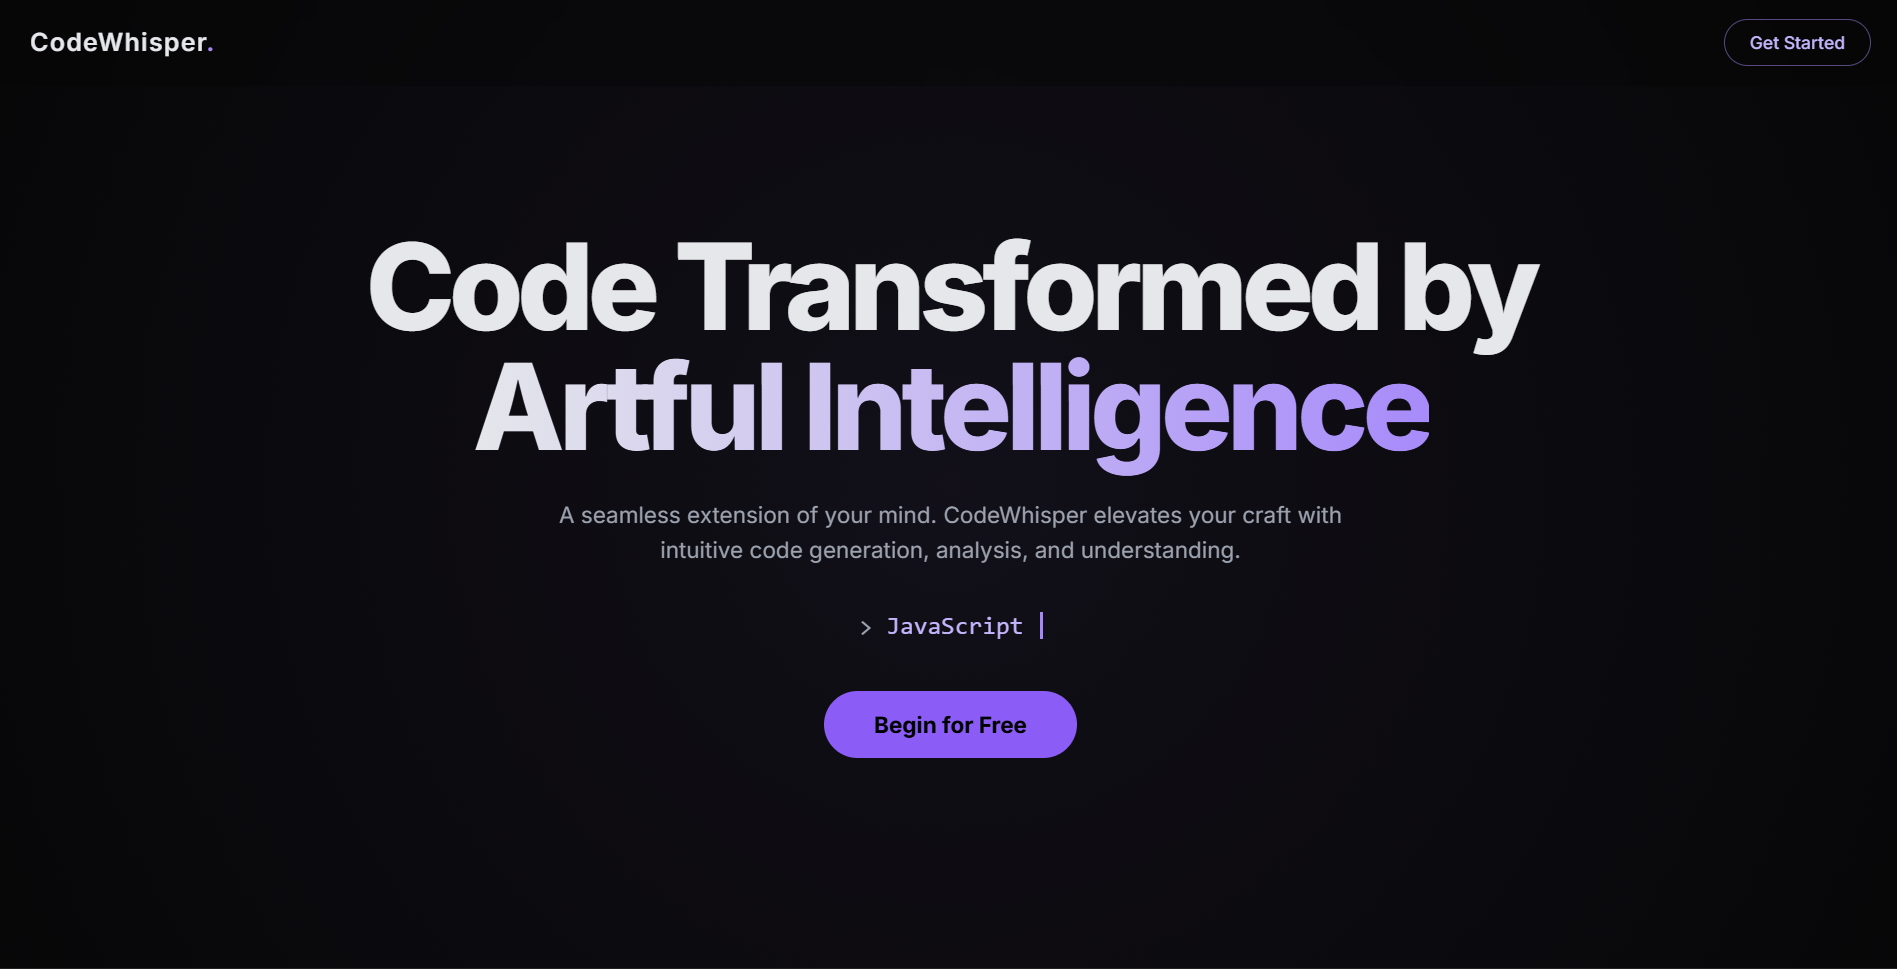 CodeWhisper.
Get Started
Code Transformed by
Artful Intelligence
A seamless extension of your mind. CodeWhisper elevates your craft with
intuitive code generation, analysis, and understanding.
> JavaScript
Begin for Free